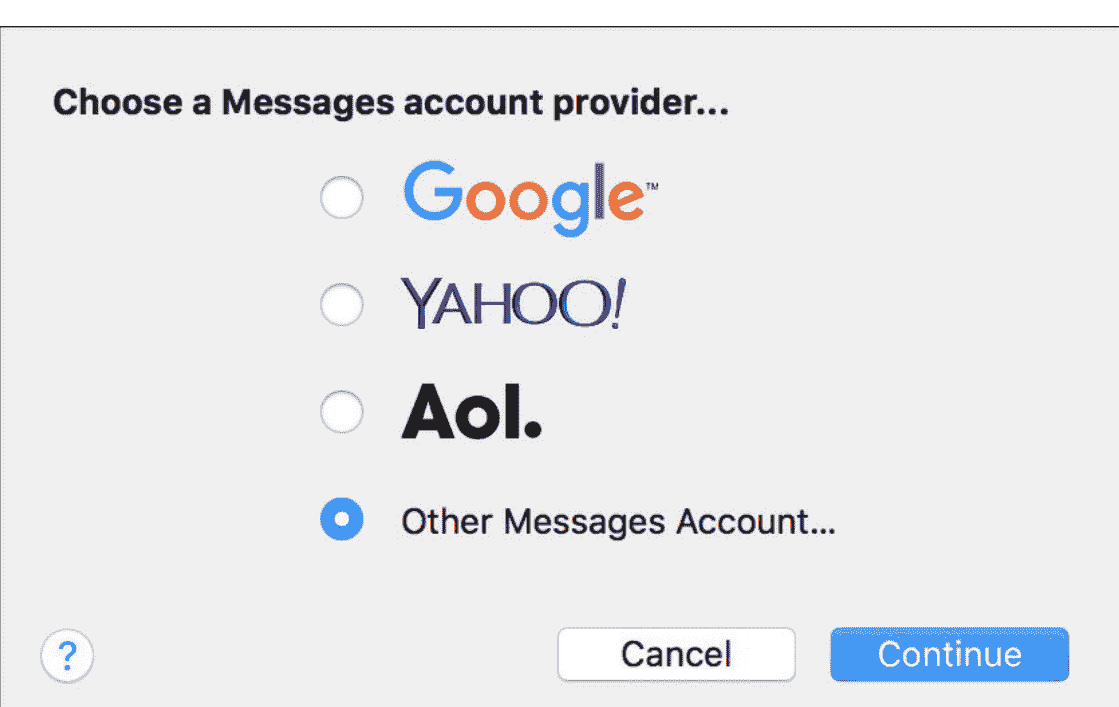 Choose a Messages account provider...
Google™
YAHOO!
Aol.
Other Messages Account...
?
Cancel
Continue